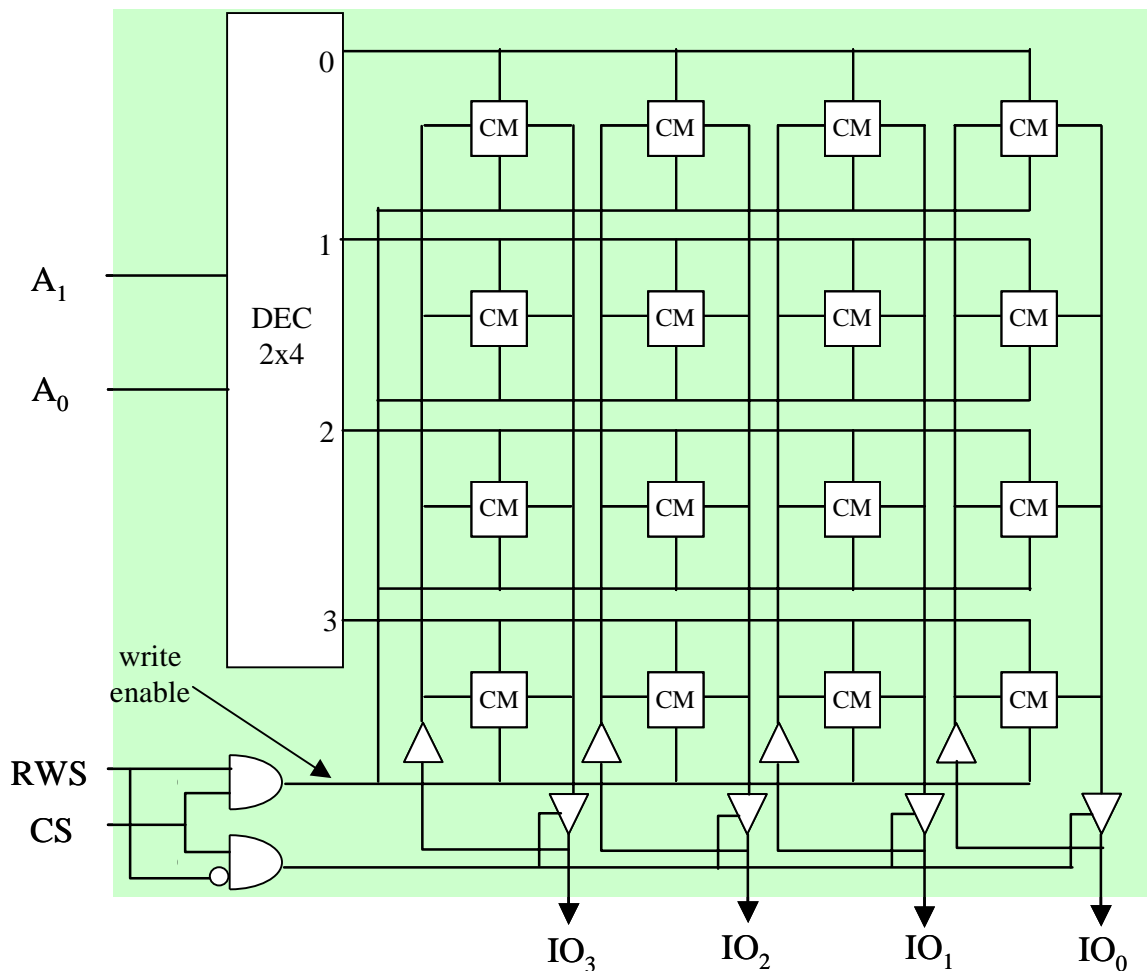 0
CM CM CM CM
1
A₁
DEC
2x4
CM CM CM CM
A₀
2
CM CM CM CM
3
write
enable
CM CM CM CM
RWS
CS
IO₃ IO₂ IO₁ IO₀